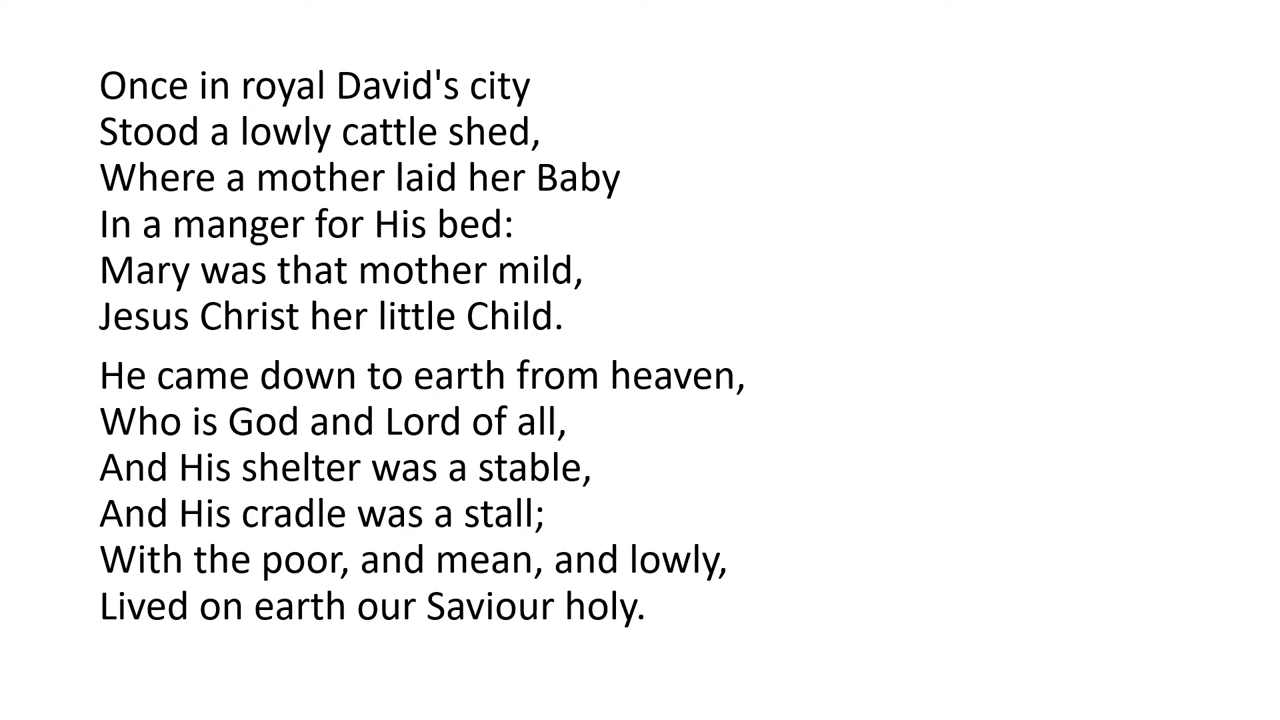 Once in royal David's city
Stood a lowly cattle shed,
Where a mother laid her Baby
In a manger for His bed:
Mary was that mother mild,
Jesus Christ her little Child.
He came down to earth from heaven,
Who is God and Lord of all,
And His shelter was a stable,
And His cradle was a stall;
With the poor, and mean, and lowly,
Lived on earth our Saviour holy.